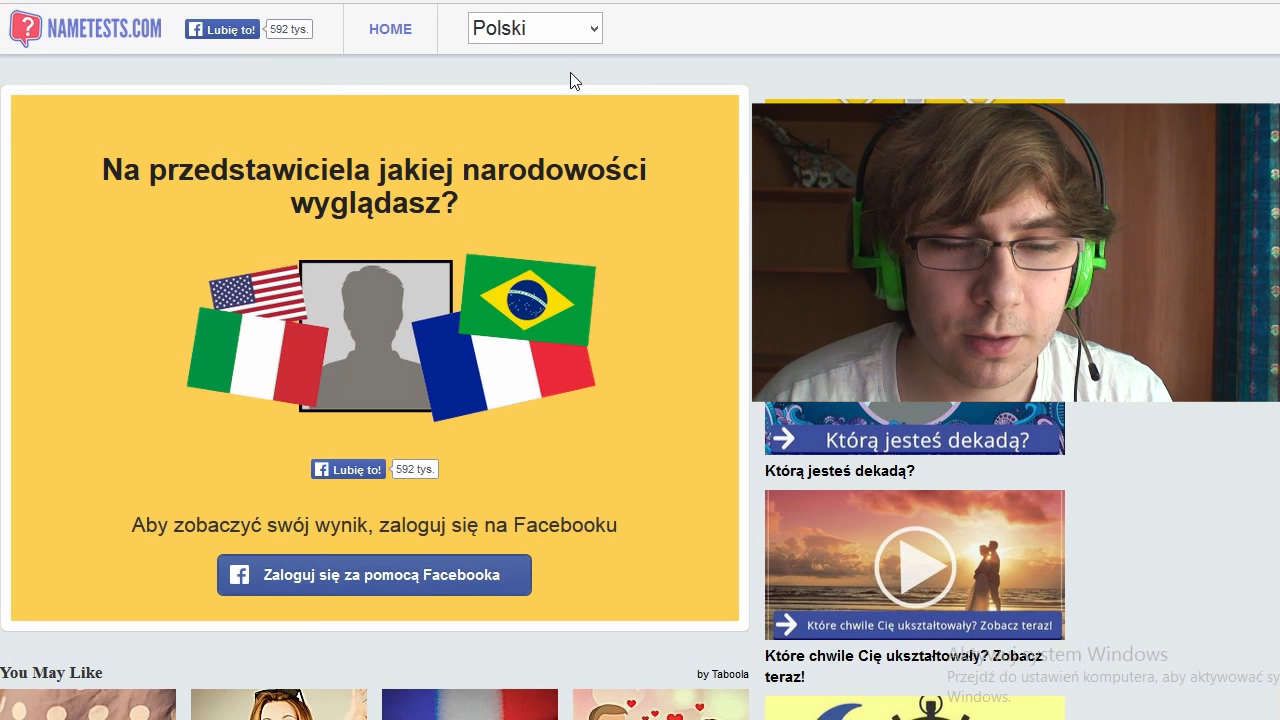 NAMETESTS.COM
Lubię to!
592 tys.
HOME
Polski
Na przedstawiciela jakiej narodowości
wyglądasz?
Lubię to!
592 tys.
Aby zobaczyć swój wynik, zaloguj się na Facebooku
Zaloguj się za pomocą Facebooka
You May Like
by Taboola
Którą jesteś dekadą?
Którą jesteś dekadą?
Które chwile Cię ukształtowały? Zobacz teraz!
Które chwile Cię ukształtowały? Zobacz
teraz!
Aktywuj system Windows
Przejdź do ustawień komputera, aby aktywować sy
Windows.